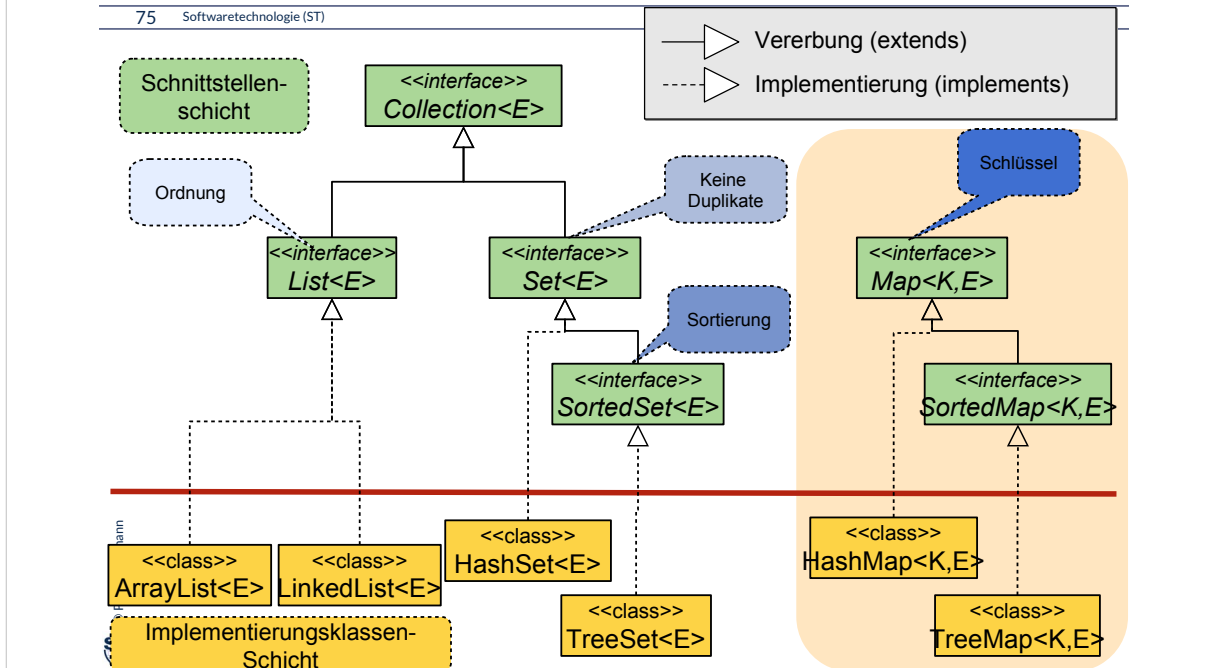 75 Softwaretechnologie (ST)
Vererbung (extends)
Implementierung (implements)
Schnittstellen-
schicht
<<interface>>
Collection<E>
Ordnung
Keine
Duplikate
Schlüssel
<<interface>>
List<E>
<<interface>>
Set<E>
<<interface>>
Map<K,E>
Sortierung
<<interface>>
SortedSet<E>
<<interface>>
SortedMap<K,E>
<<class>>
ArrayList<E>
<<class>>
LinkedList<E>
<<class>>
HashSet<E>
<<class>>
HashMap<K,E>
<<class>>
TreeSet<E>
<<class>>
TreeMap<K,E>
Implementierungsklassen-
Schicht